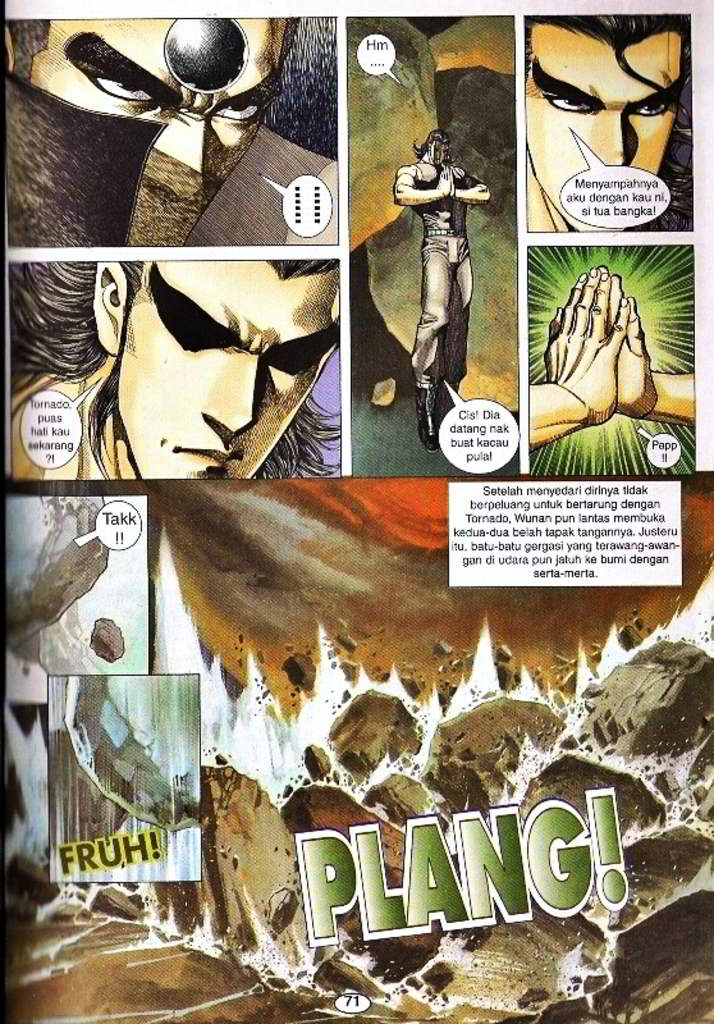 Hm
....
Menyampahnya
aku dengan kau ni,
si tua bangka!
Tornado,
puas
hati kau
sekarang
?!
Cis! Dia
datang nak
buat kacau
pula!
Papp
!!
Takk
!!
Setelah menyedari dirinya tidak
berpeluang untuk bertarung dengan
Tornado, Wunan pun lantas membuka
kedua-dua belah tapak tangannya. Justeru
itu, batu-batu gergasi yang terawang-awan-
gan di udara pun jatuh ke bumi dengan
serta-merta.
FRUH!
PLANG!
71